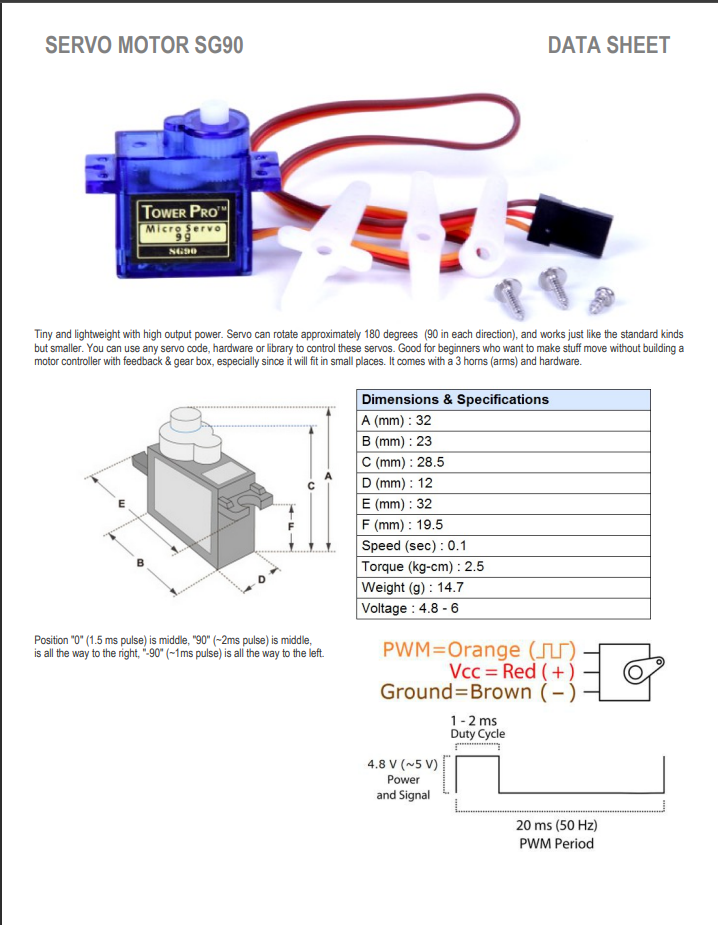 SERVO MOTOR SG90
DATA SHEET
TOWER PRO™
Micro Servo
9g
SG90
Tiny and lightweight with high output power. Servo can rotate approximately 180 degrees (90 in each direction), and works just like the standard kinds
but smaller. You can use any servo code, hardware or library to control these servos. Good for beginners who want to make stuff move without building a
motor controller with feedback & gear box, especially since it will fit in small places. It comes with a 3 horns (arms) and hardware.
A
C
E
F
B
D
Dimensions & Specifications
A (mm) : 32
B (mm) : 23
C (mm) : 28.5
D (mm) : 12
E (mm) : 32
F (mm) : 19.5
Speed (sec) : 0.1
Torque (kg-cm) : 2.5
Weight (g) : 14.7
Voltage : 4.8 - 6
Position "0" (1.5 ms pulse) is middle, "90" (~2ms pulse) is middle,
is all the way to the right, "-90" (~1ms pulse) is all the way to the left.
PWM=Orange (⎍⎍)
Vcc = Red ( + )
Ground=Brown ( − )
1 - 2 ms
Duty Cycle
4.8 V (~5 V)
Power
and Signal
20 ms (50 Hz)
PWM Period